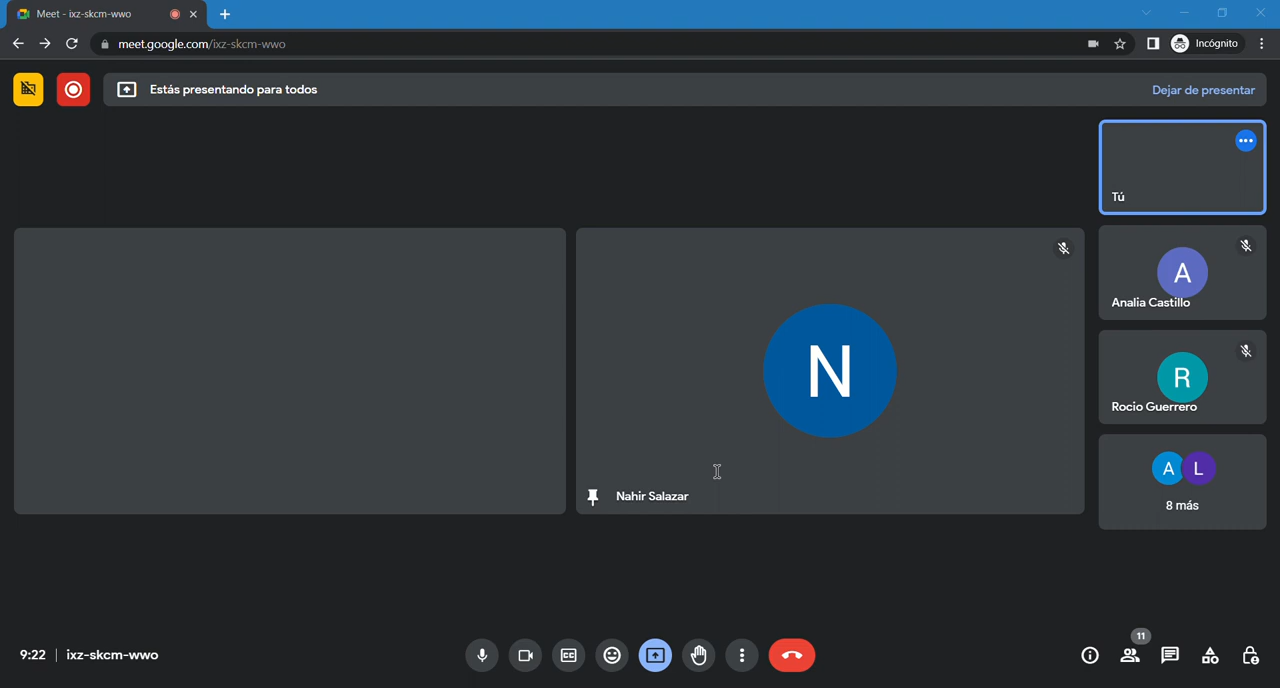 Meet - ixz-skcm-wwo
meet.google.com/ixz-skcm-wwo
Incógnito
Estás presentando para todos
Dejar de presentar
Tú
A
Analia Castillo
N
Nahir Salazar
R
Rocio Guerrero
A L
8 más
9:22 | ixz-skcm-wwo
CC
11